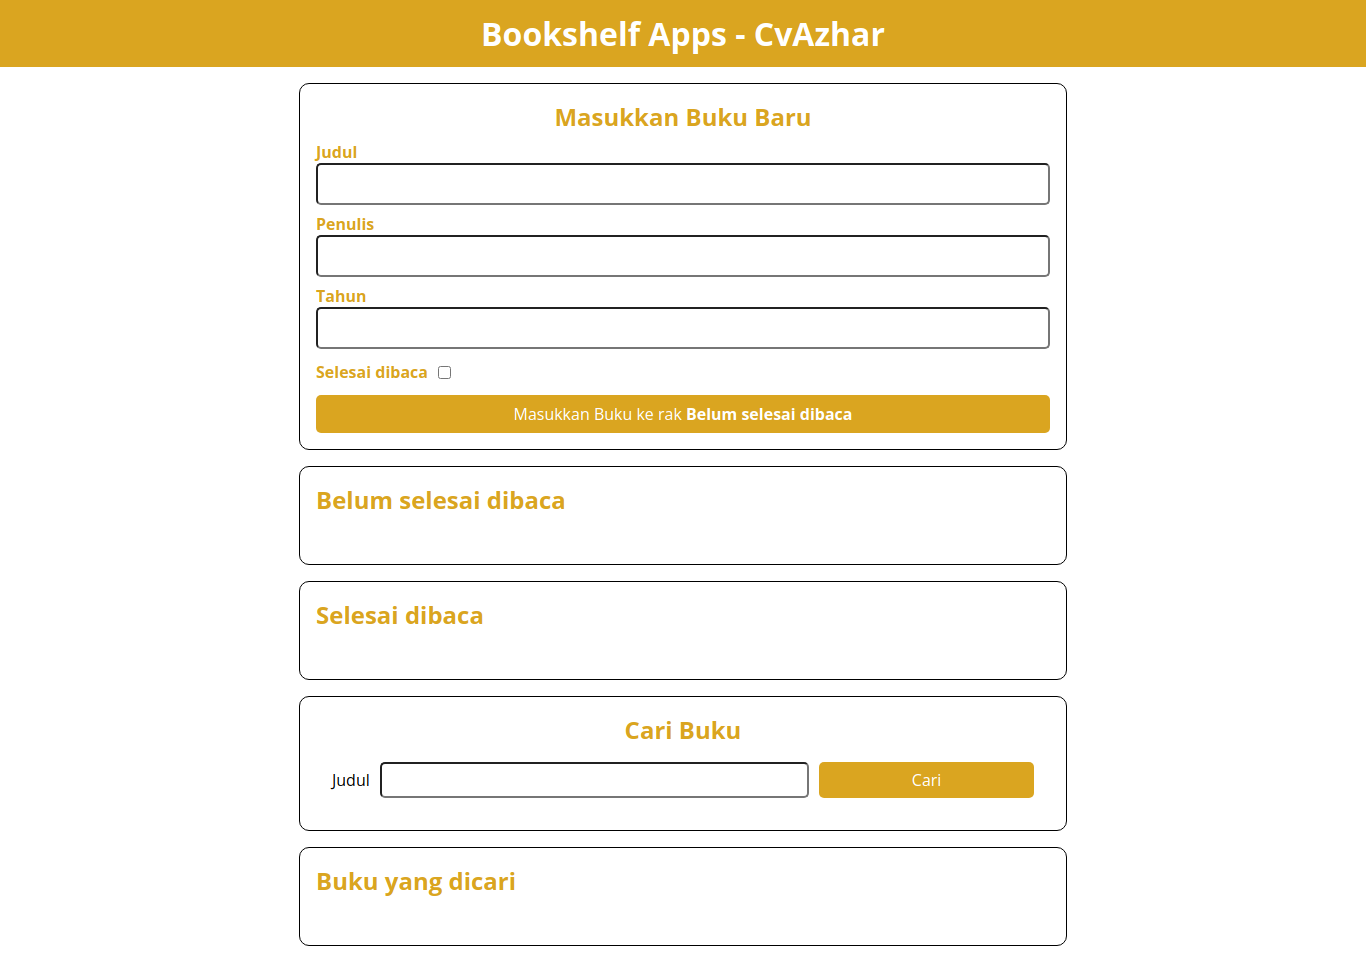 Bookshelf Apps - CvAzhar
Masukkan Buku Baru
Judul
Penulis
Tahun
Selesai dibaca
Masukkan Buku ke rak Belum selesai dibaca
Belum selesai dibaca
Selesai dibaca
Cari Buku
Judul
Cari
Buku yang dicari